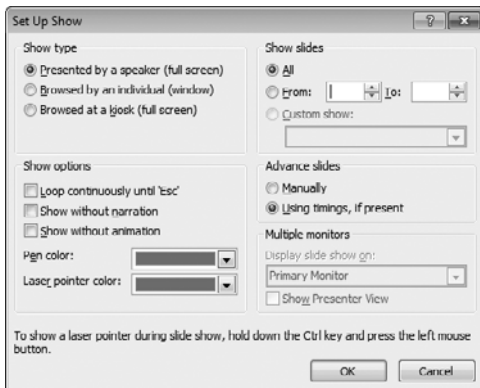 Set Up Show
Show type
Presented by a speaker (full screen)
Browsed by an individual (window)
Browsed at a kiosk (full screen)
Show slides
All
From: To:
Custom show:
Show options
Loop continuously until 'Esc'
Show without narration
Show without animation
Pen color:
Laser pointer color:
Advance slides
Manually
Using timings, if present
Multiple monitors
Display slide show on:
Primary Monitor
Show Presenter View
To show a laser pointer during slide show, hold down the Ctrl key and press the left mouse
button.
OK Cancel